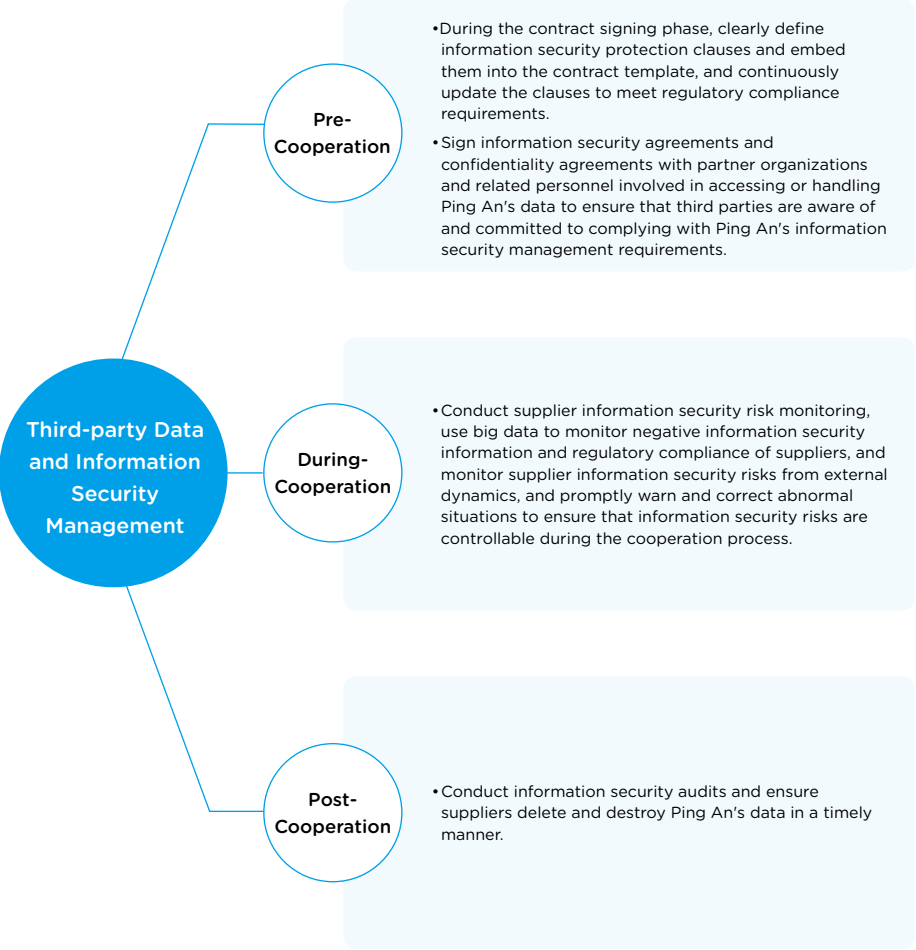 Third-party Data
and Information
Security
Management
Pre-
Cooperation
•During the contract signing phase, clearly define
information security protection clauses and embed
them into the contract template, and continuously
update the clauses to meet regulatory compliance
requirements.
•Sign information security agreements and
confidentiality agreements with partner organizations
and related personnel involved in accessing or handling
Ping An's data to ensure that third parties are aware of
and committed to complying with Ping An's information
security management requirements.
During-
Cooperation
•Conduct supplier information security risk monitoring,
use big data to monitor negative information security
information and regulatory compliance of suppliers, and
monitor supplier information security risks from external
dynamics, and promptly warn and correct abnormal
situations to ensure that information security risks are
controllable during the cooperation process.
Post-
Cooperation
•Conduct information security audits and ensure
suppliers delete and destroy Ping An's data in a timely
manner.